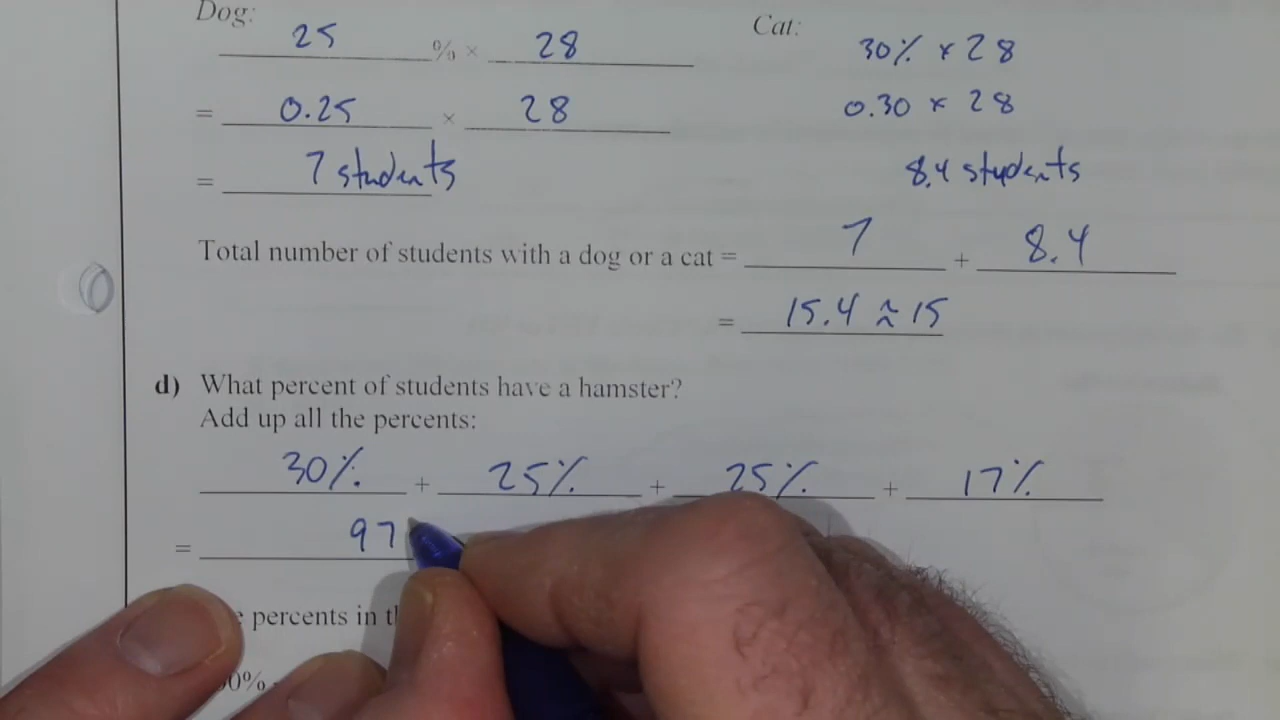 Dog: Cat:
25 % × 28 30% × 28
= 0.25 × 28 0.30 × 28
= 7 students 8.4 students
Total number of students with a dog or a cat = 7 + 8.4
= 15.4 ≈ 15
d) What percent of students have a hamster?
Add up all the percents:
30% + 25% + 25% + 17%
= 97
percents in
0%